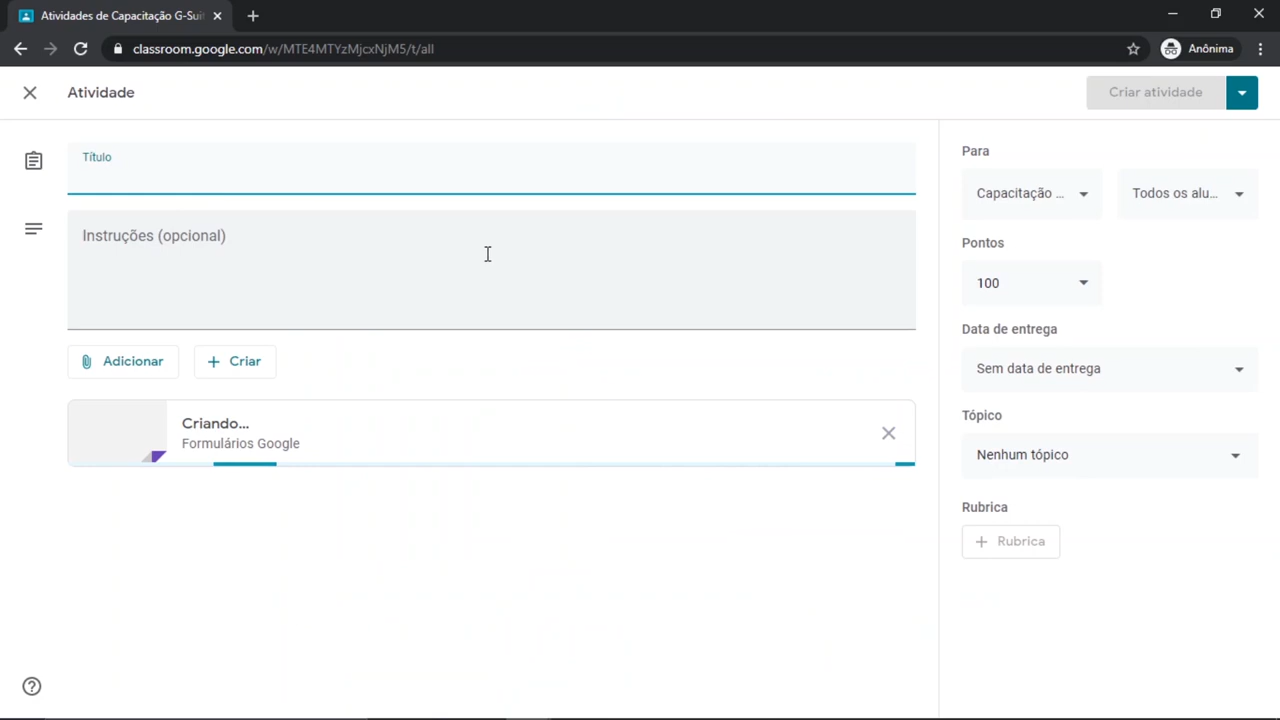 Atividades de Capacitação G-Suit
classroom.google.com/w/MTE4MTYzMjcxNjM5/t/all
Anônima
Atividade
Criar atividade
Título
Instruções (opcional)
Adicionar
Criar
Criando...
Formulários Google
Para
Capacitação ...
Todos os alu...
Pontos
100
Data de entrega
Sem data de entrega
Tópico
Nenhum tópico
Rubrica
Rubrica